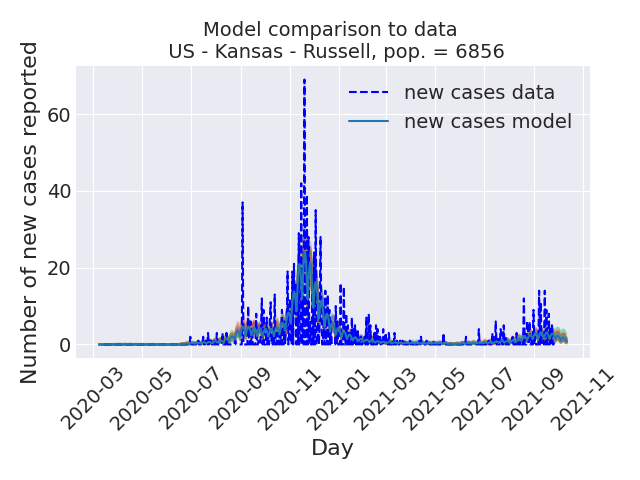 Model comparison to data
US - Kansas - Russell, pop. = 6856
new cases data
new cases model
Number of new cases reported
60
40
20
0
2020-03
2020-05
2020-07
2020-09
2020-11
2021-01
2021-03
2021-05
2021-07
2021-09
2021-11
Day